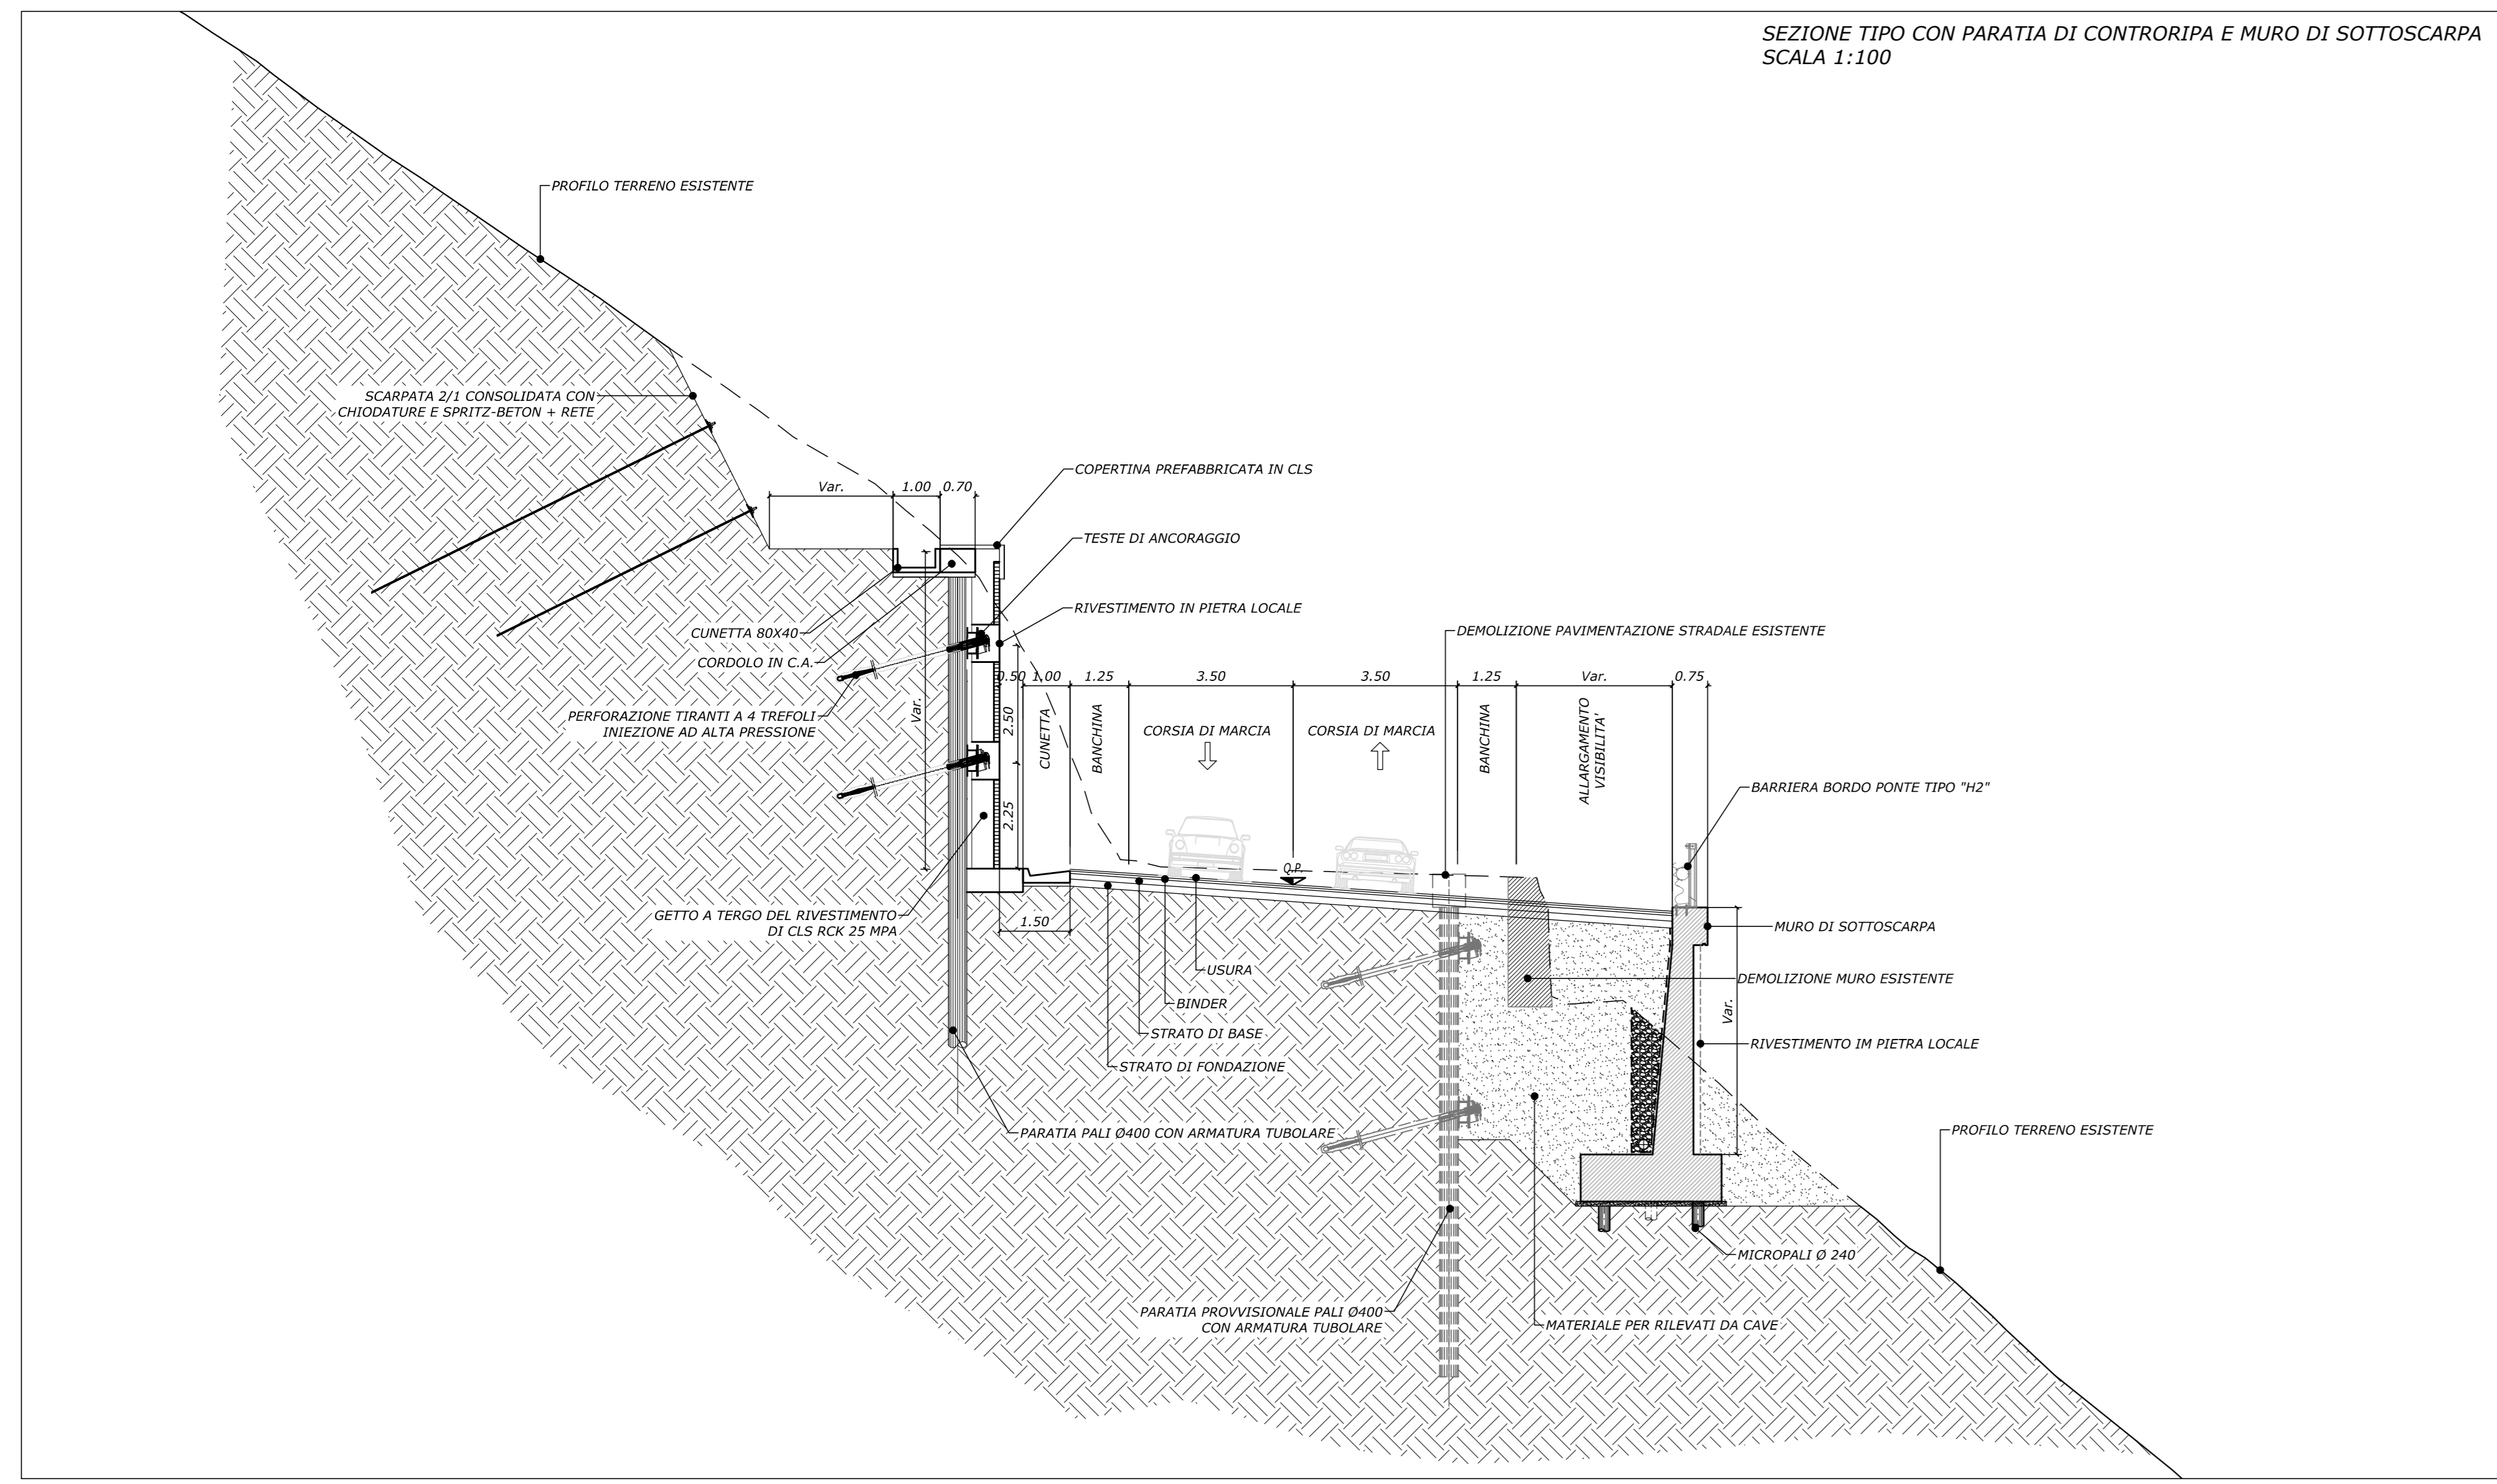 SEZIONE TIPO CON PARATIA DI CONTRORIPA E MURO DI SOTTOSCARPA
SCALA 1:100
PROFILO TERRENO ESISTENTE
SCARPATA 2/1 CONSOLIDATA CON
CHIODATURE E SPRITZ-BETON + RETE
COPERTINA PREFABBRICATA IN CLS
Var.
1.00
0.70
TESTE DI ANCORAGGIO
RIVESTIMENTO IN PIETRA LOCALE
CUNETTA 80X40
CORDOLO IN C.A.
DEMOLIZIONE PAVIMENTAZIONE STRADALE ESISTENTE
0.50
1.00
1.25
3.50
3.50
1.25
Var.
0.75
PERFORAZIONE TIRANTI A 4 TREFOLI
INIEZIONE AD ALTA PRESSIONE
Var.
2.50
2.25
CUNETTA
BANCHINA
CORSIA DI MARCIA
CORSIA DI MARCIA
BANCHINA
ALLARGAMENTO
VISIBILITA'
BARRIERA BORDO PONTE TIPO "H2"
Q.P.
GETTO A TERGO DEL RIVESTIMENTO
DI CLS RCK 25 MPA
1.50
MURO DI SOTTOSCARPA
USURA
DEMOLIZIONE MURO ESISTENTE
BINDER
Var.
STRATO DI BASE
RIVESTIMENTO IM PIETRA LOCALE
STRATO DI FONDAZIONE
PARATIA PALI Ø400 CON ARMATURA TUBOLARE
PROFILO TERRENO ESISTENTE
MICROPALI Ø 240
PARATIA PROVVISIONALE PALI Ø400
CON ARMATURA TUBOLARE
MATERIALE PER RILEVATI DA CAVE